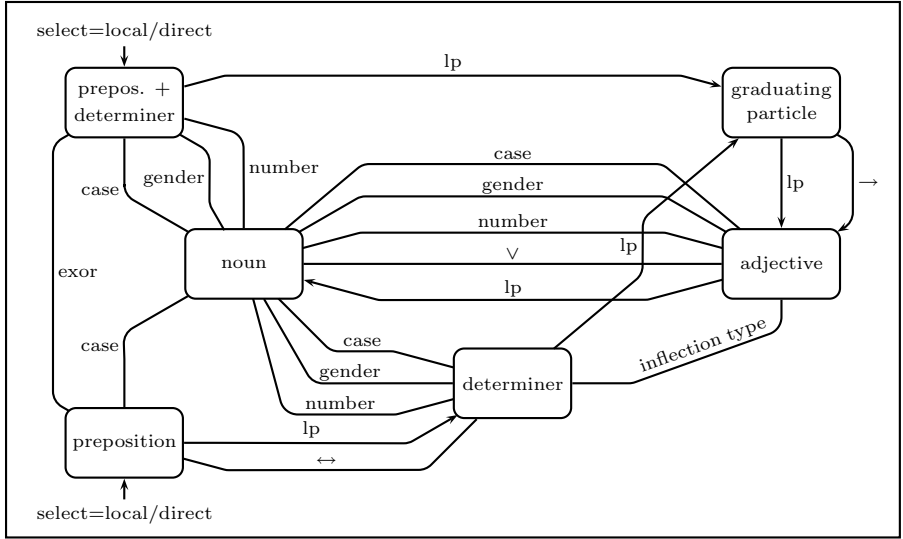 select=local/direct
lp
prepos. +
determiner
graduating
particle
case
gender
number
case
gender
lp
→
number
lp
exor
noun
∨
adjective
lp
case
case
inflection type
gender
determiner
number
lp
preposition
↔
select=local/direct